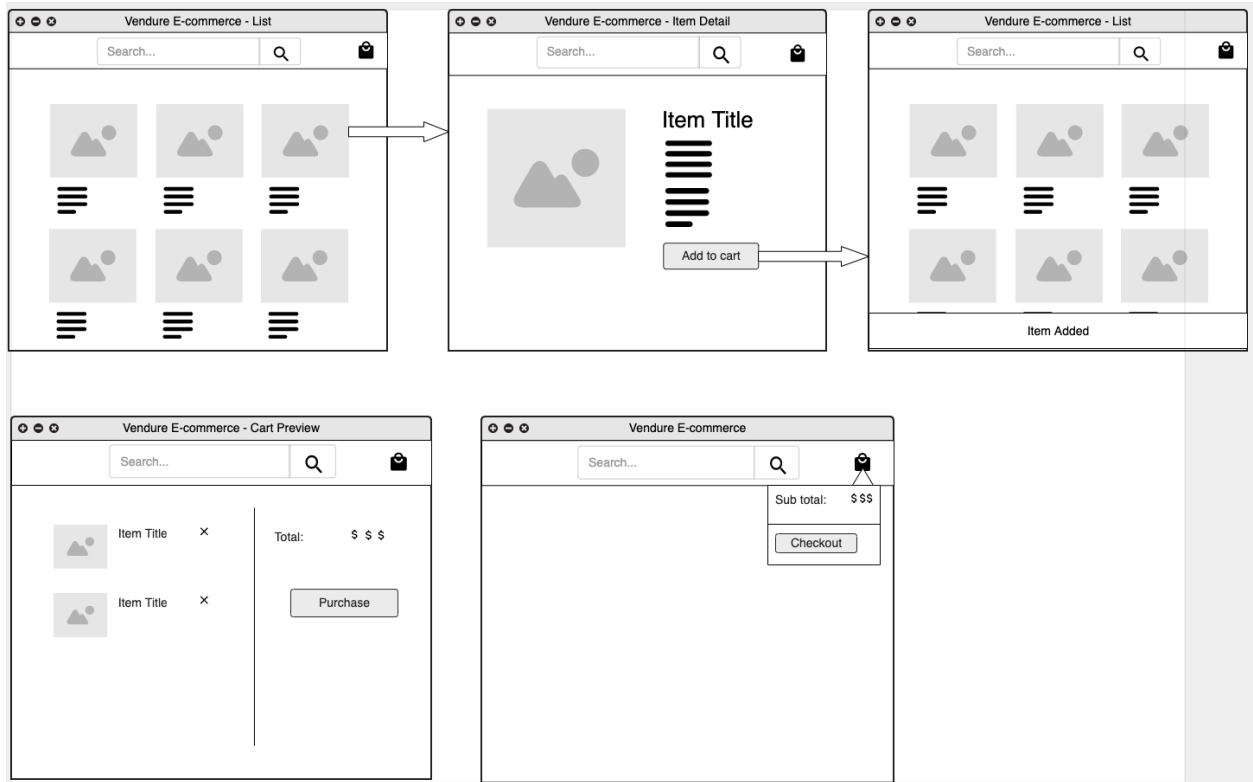 Vendure E-commerce - List
Search...
Vendure E-commerce - Item Detail
Search...
Item Title
Add to cart
Vendure E-commerce - List
Search...
Item Added
Vendure E-commerce - Cart Preview
Search...
Item Title
Item Title
Total: $ $ $
Purchase
Vendure E-commerce
Search...
Sub total: $$$
Checkout